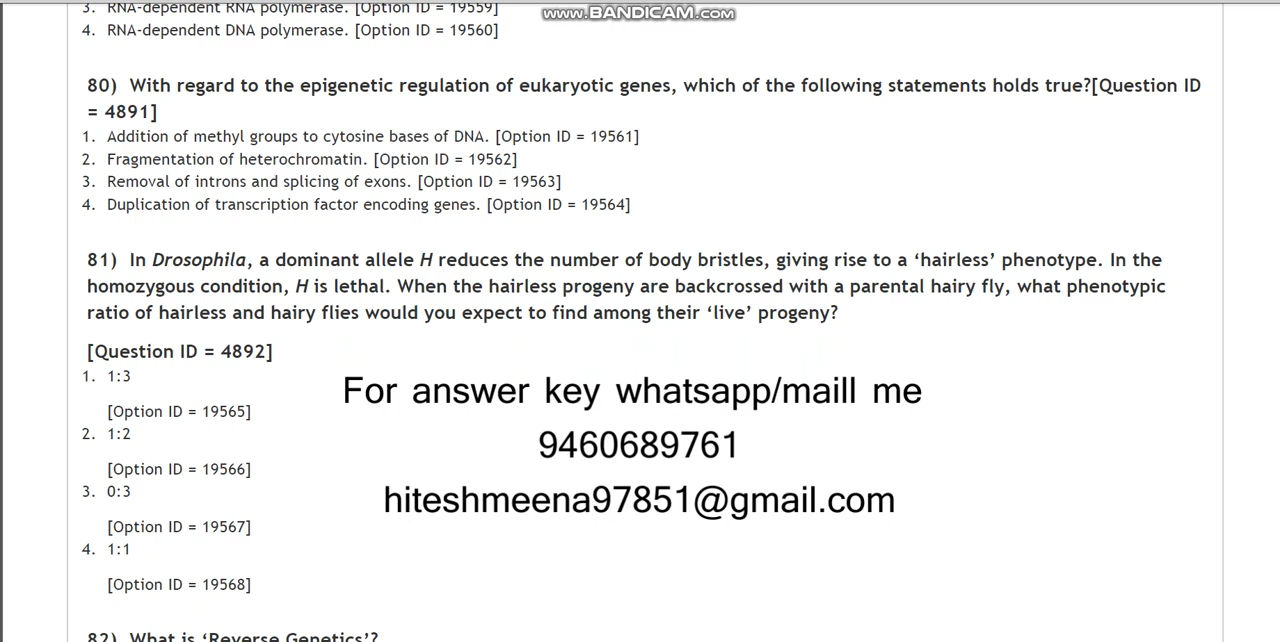 3. RNA-dependent RNA polymerase. [Option ID = 19559]
www.BANDICAM.com
4. RNA-dependent DNA polymerase. [Option ID = 19560]
80) With regard to the epigenetic regulation of eukaryotic genes, which of the following statements holds true?[Question ID
= 4891]
1. Addition of methyl groups to cytosine bases of DNA. [Option ID = 19561]
2. Fragmentation of heterochromatin. [Option ID = 19562]
3. Removal of introns and splicing of exons. [Option ID = 19563]
4. Duplication of transcription factor encoding genes. [Option ID = 19564]
81) In Drosophila, a dominant allele H reduces the number of body bristles, giving rise to a ‘hairless’ phenotype. In the
homozygous condition, H is lethal. When the hairless progeny are backcrossed with a parental hairy fly, what phenotypic
ratio of hairless and hairy flies would you expect to find among their ‘live’ progeny?
[Question ID = 4892]
1. 1:3
[Option ID = 19565]
2. 1:2
[Option ID = 19566]
3. 0:3
[Option ID = 19567]
4. 1:1
[Option ID = 19568]
For answer key whatsapp/maill me
9460689761
hiteshmeena97851@gmail.com
82) What is ‘Reverse Genetics’?